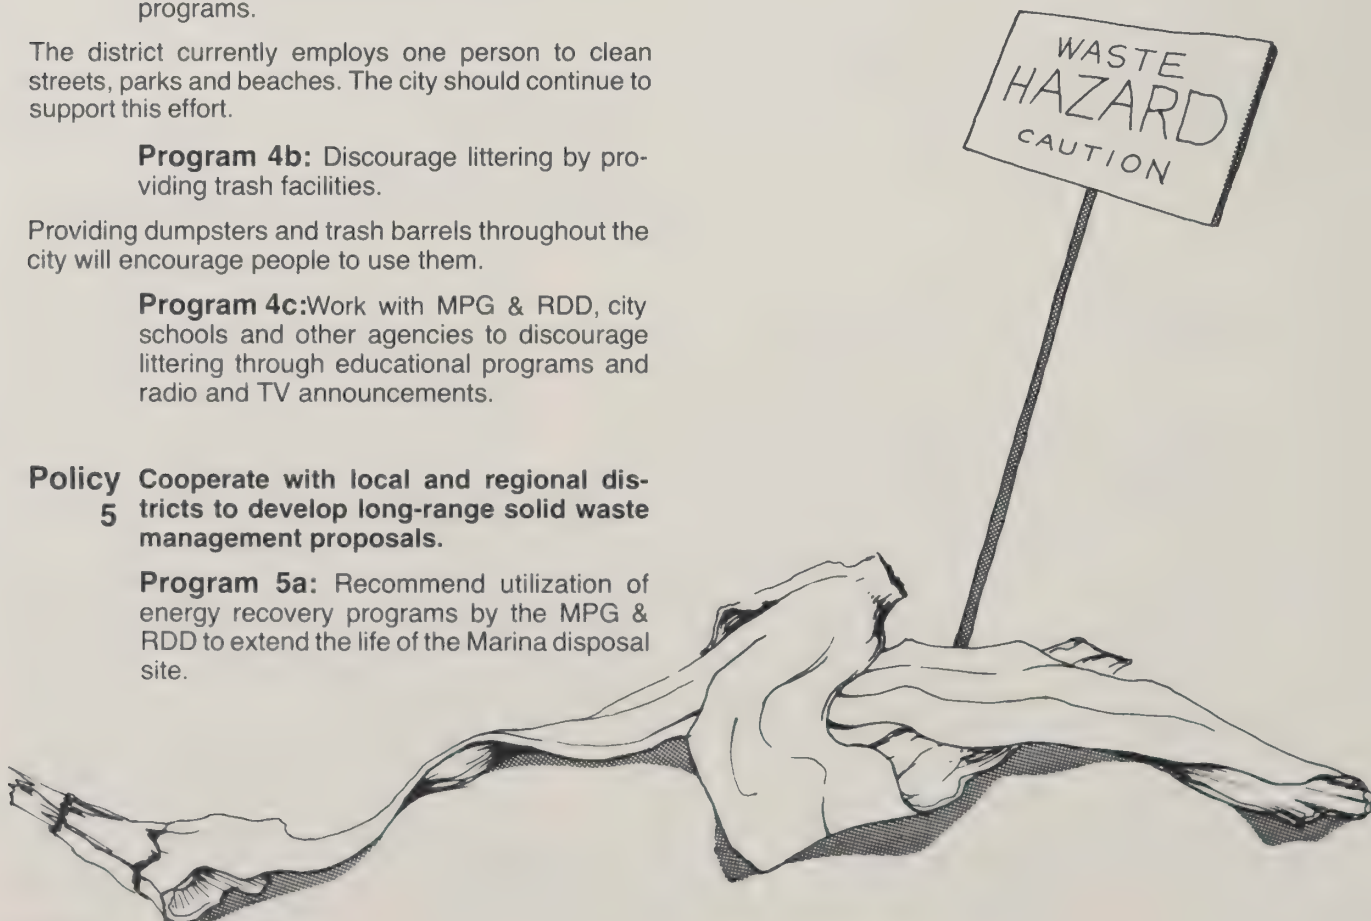 programs.
The district currently employs one person to clean
streets, parks and beaches. The city should continue to
support this effort.
Program 4b: Discourage littering by pro-
viding trash facilities.
Providing dumpsters and trash barrels throughout the
city will encourage people to use them.
Program 4c:Work with MPG & RDD, city
schools and other agencies to discourage
littering through educational programs and
radio and TV announcements.
Policy Cooperate with local and regional dis-
5 tricts to develop long-range solid waste
management proposals.
Program 5a: Recommend utilization of
energy recovery programs by the MPG &
RDD to extend the life of the Marina disposal
site.
WASTE
HAZARD
CAUTION